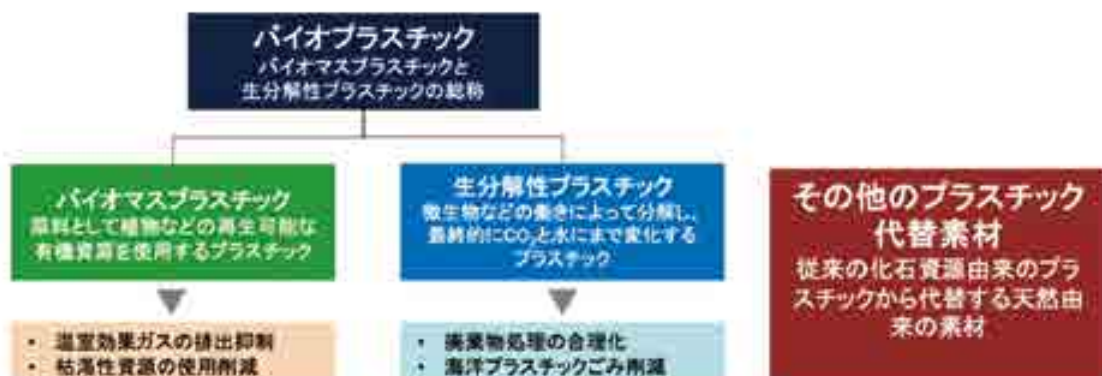 バイオプラスチック
バイオマスプラスチックと
生分解性プラスチックの総称
バイオマスプラスチック
原料として植物などの再生可能な
有機資源を使用するプラスチック
生分解性プラスチック
微生物などの働きによって分解し、
最終的にCO₂と水にまで変化する
プラスチック
その他のプラスチック
代替素材
従来の化石資源由来のプラ
スチックから代替する天然由
来の素材
• 温室効果ガスの排出抑制
• 枯渇性資源の使用削減
• 廃棄物処理の合理化
• 海洋プラスチックごみ削減